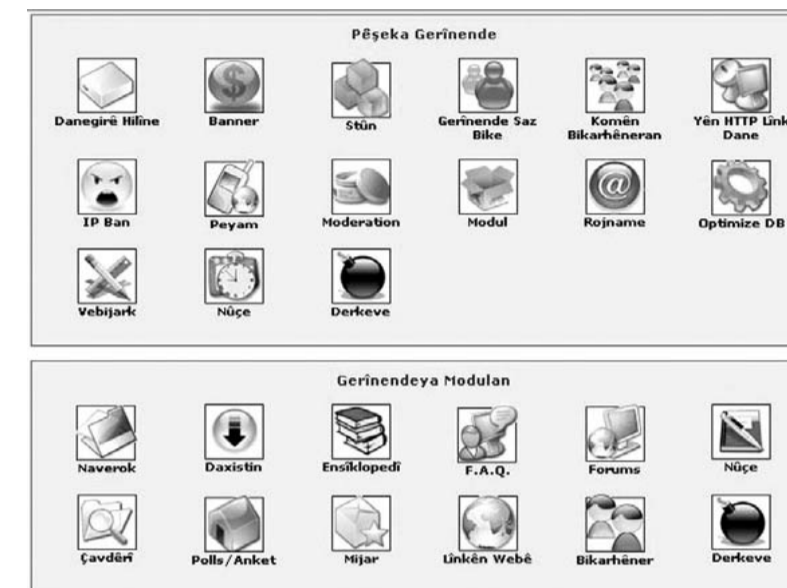 Pêşeka Gerînende
Danegirê Hilîne
Banner
Stûn
Gerînende Saz
Bike
Komên
Bikarhêneran
Yên HTTP Lînk
Dane
IP Ban
Peyam
Moderation
Modul
Rojname
Optimize DB
Vebijark
Nûçe
Derkeve
Gerînendeya Modulan
Naverok
Daxistin
Ensîklopedî
F.A.Q.
Forums
Nûçe
Çavdêrî
Polls/Anket
Mijar
Lînkên Webê
Bikarhêner
Derkeve